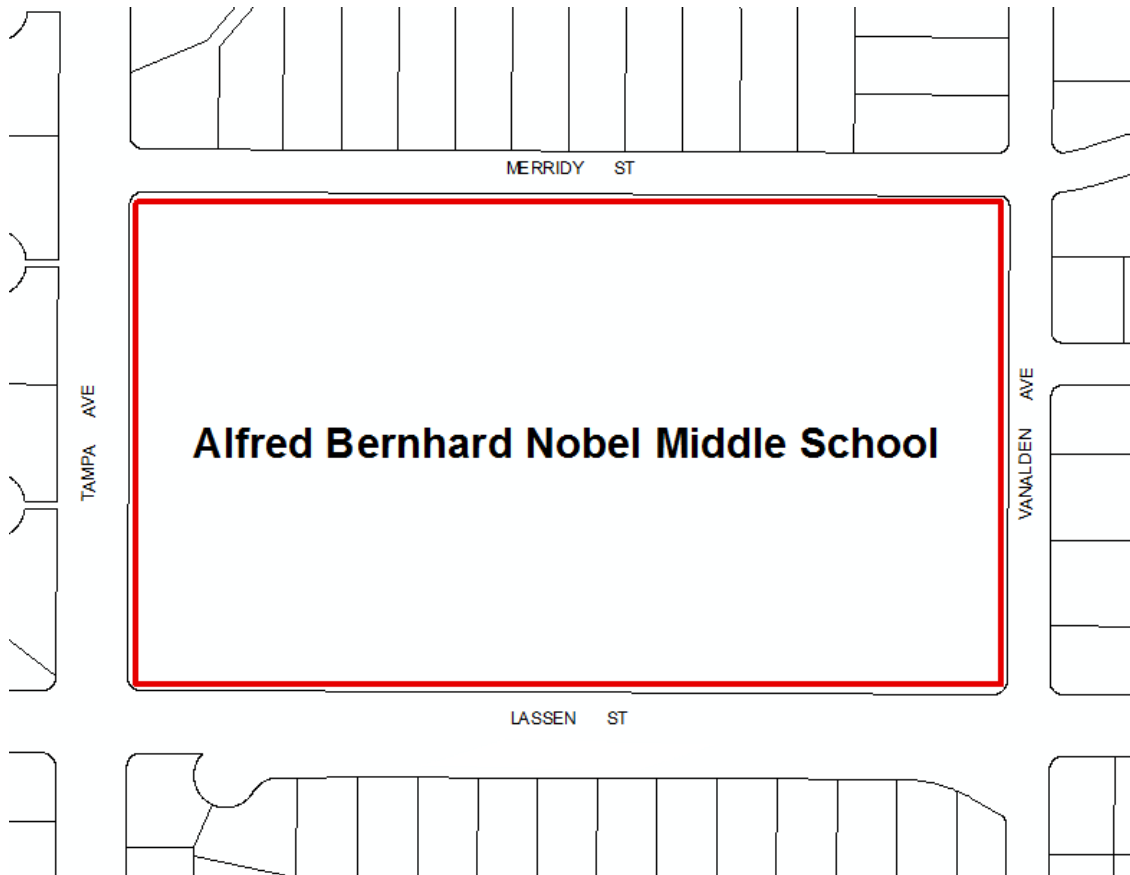 MERRIDY ST
TAMPA AVE
Alfred Bernhard Nobel Middle School
VANALDEN AVE
LASSEN ST